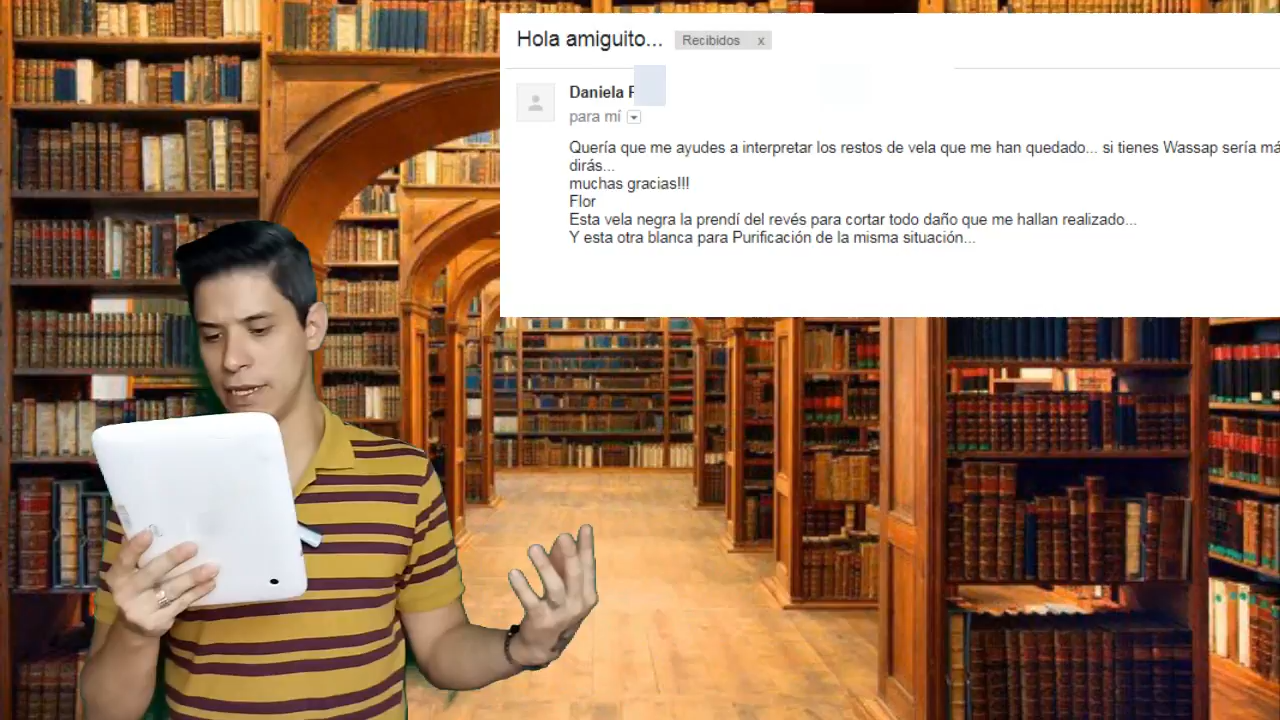 Hola amiguito... Recibidos x
Daniela
para mí
Quería que me ayudes a interpretar los restos de vela que me han quedado... si tienes Wassap sería
dirás...
muchas gracias!!!
Flor
Esta vela negra la prendí del revés para cortar todo daño que me hallan realizado...
Y esta otra blanca para Purificación de la misma situación...